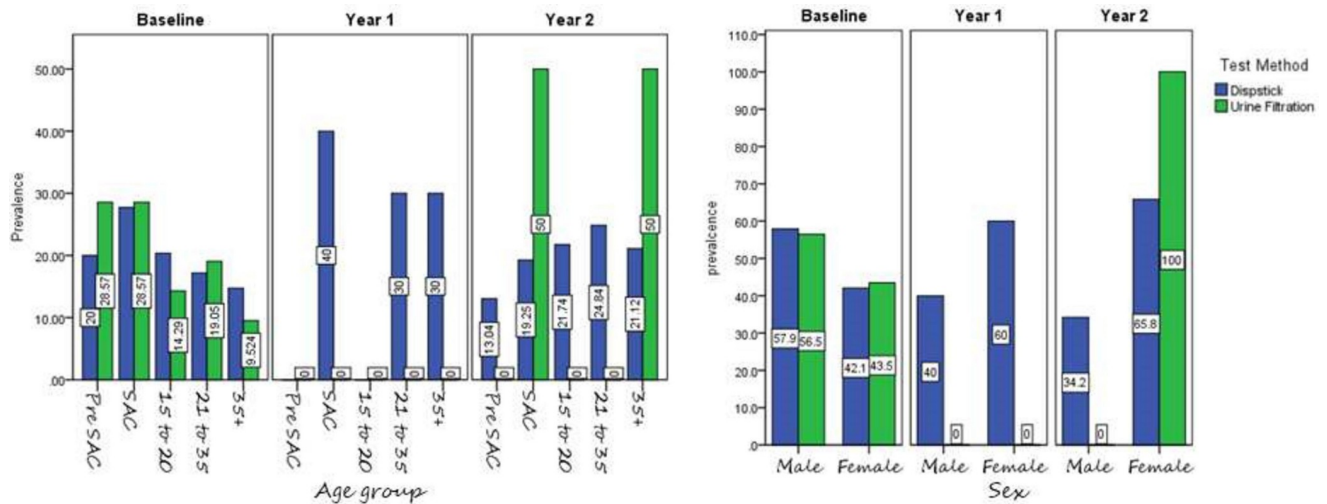 Baseline Year 1 Year 2
Prevalence
50.00
40.00
30.00
20.00
10.00
.00
20 28.57 28.57 14.29 19.05 9.524
0 40 0 0 30 0 30 0
13.04 0 19.25 50 21.74 0 24.84 0 21.12 50
Pre SAC SAC 15 to 20 21 to 35 35+
Pre SAC SAC 15 to 20 21 to 35 35+
Pre SAC SAC 15 to 20 21 to 35 35+
Age group
Baseline Year 1 Year 2
prevalcence
110.0
100.0
90.0
80.0
70.0
60.0
50.0
40.0
30.0
20.0
10.0
.0
57.9 56.5 42.1 43.5
40 0 60 0
34.2 0 65.8 100
Male Female Male Female Male Female
Sex
Test Method
Dispstick
Urine Filtration